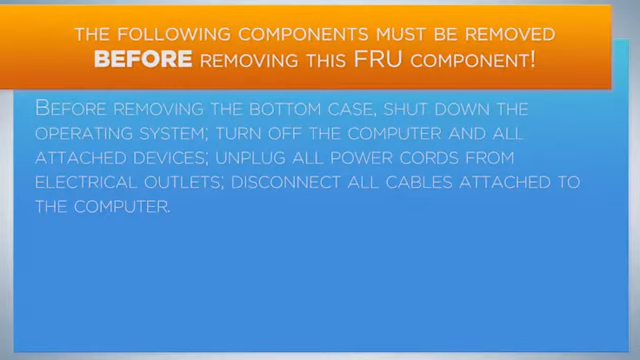 THE FOLLOWING COMPONENTS MUST BE REMOVED
BEFORE REMOVING THIS FRU COMPONENT!
BEFORE REMOVING THE BOTTOM CASE, SHUT DOWN THE
OPERATING SYSTEM; TURN OFF THE COMPUTER AND ALL
ATTACHED DEVICES; UNPLUG ALL POWER CORDS FROM
ELECTRICAL OUTLETS; DISCONNECT ALL CABLES ATTACHED TO
THE COMPUTER.